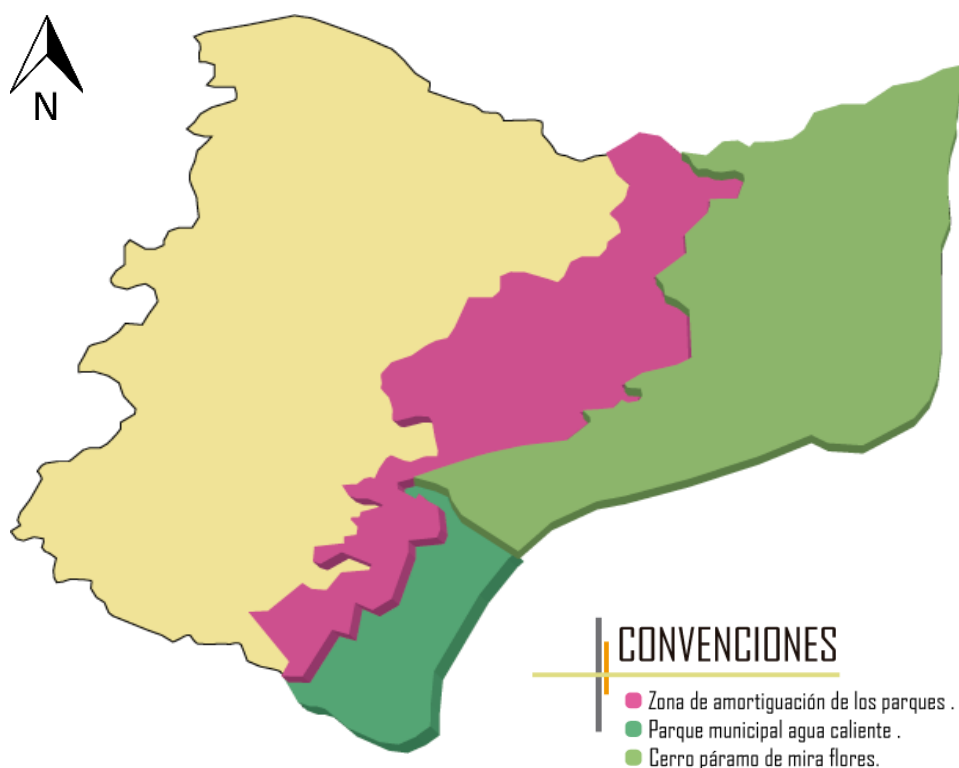 N
CONVENCIONES
Zona de amortiguación de los parques .
Parque municipal agua caliente .
Cerro páramo de mira flores.